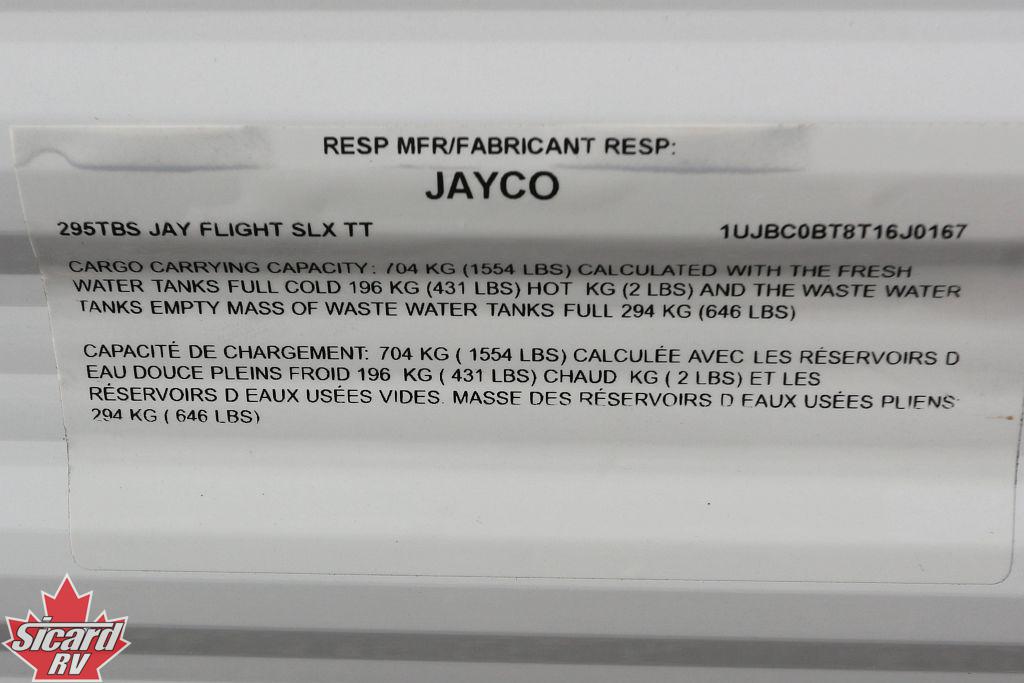 RESP MFR/FABRICANT RESP:
JAYCO
295TBS JAY FLIGHT SLX TT 1UJBC0BT8T16J0167
CARGO CARRYING CAPACITY: 704 KG (1554 LBS) CALCULATED WITH THE FRESH
WATER TANKS FULL COLD 196 KG (431 LBS) HOT KG (2 LBS) AND THE WASTE WATER
TANKS EMPTY MASS OF WASTE WATER TANKS FULL 294 KG (646 LBS)
CAPACITÉ DE CHARGEMENT: 704 KG ( 1554 LBS) CALCULÉE AVEC LES RÉSERVOIRS D
EAU DOUCE PLEINS FROID 196 KG ( 431 LBS) CHAUD KG ( 2 LBS) ET LES
RÉSERVOIRS D EAUX USÉES VIDES. MASSE DES RÉSERVOIRS D EAUX USÉES PLIENS:
294 KG ( 646 LBS)
Sicard
RV